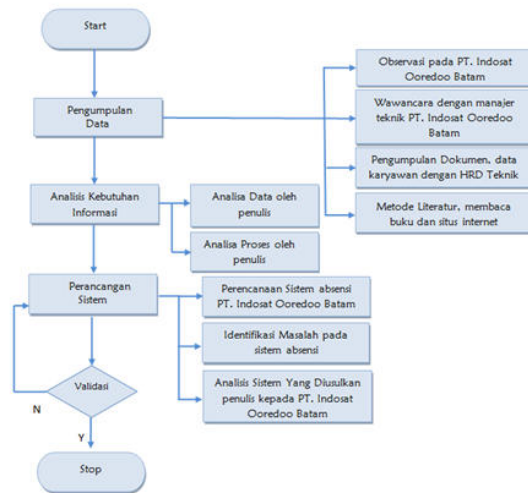 Start
Pengumpulan
Data
Observasi pada PT. Indosat
Ooredoo Batam
Wawancara dengan manajer
teknik PT. Indosat Ooredoo
Batam
Pengumpulan Dokumen, data
karyawan dengan HRD Teknik
Metode Literatur, membaca
buku dan situs internet
Analisis Kebutuhan
Informasi
Analisa Data oleh
penulis
Analisa Proses oleh
penulis
Perancangan
Sistem
Perencanaan Sistem absensi
PT. Indosat Ooredoo Batam
Identifikasi Masalah pada
sistem absensi
Analisis Sistem Yang Diusulkan
penulis kepada PT. Indosat
Ooredoo Batam
Validasi
N
Y
Stop